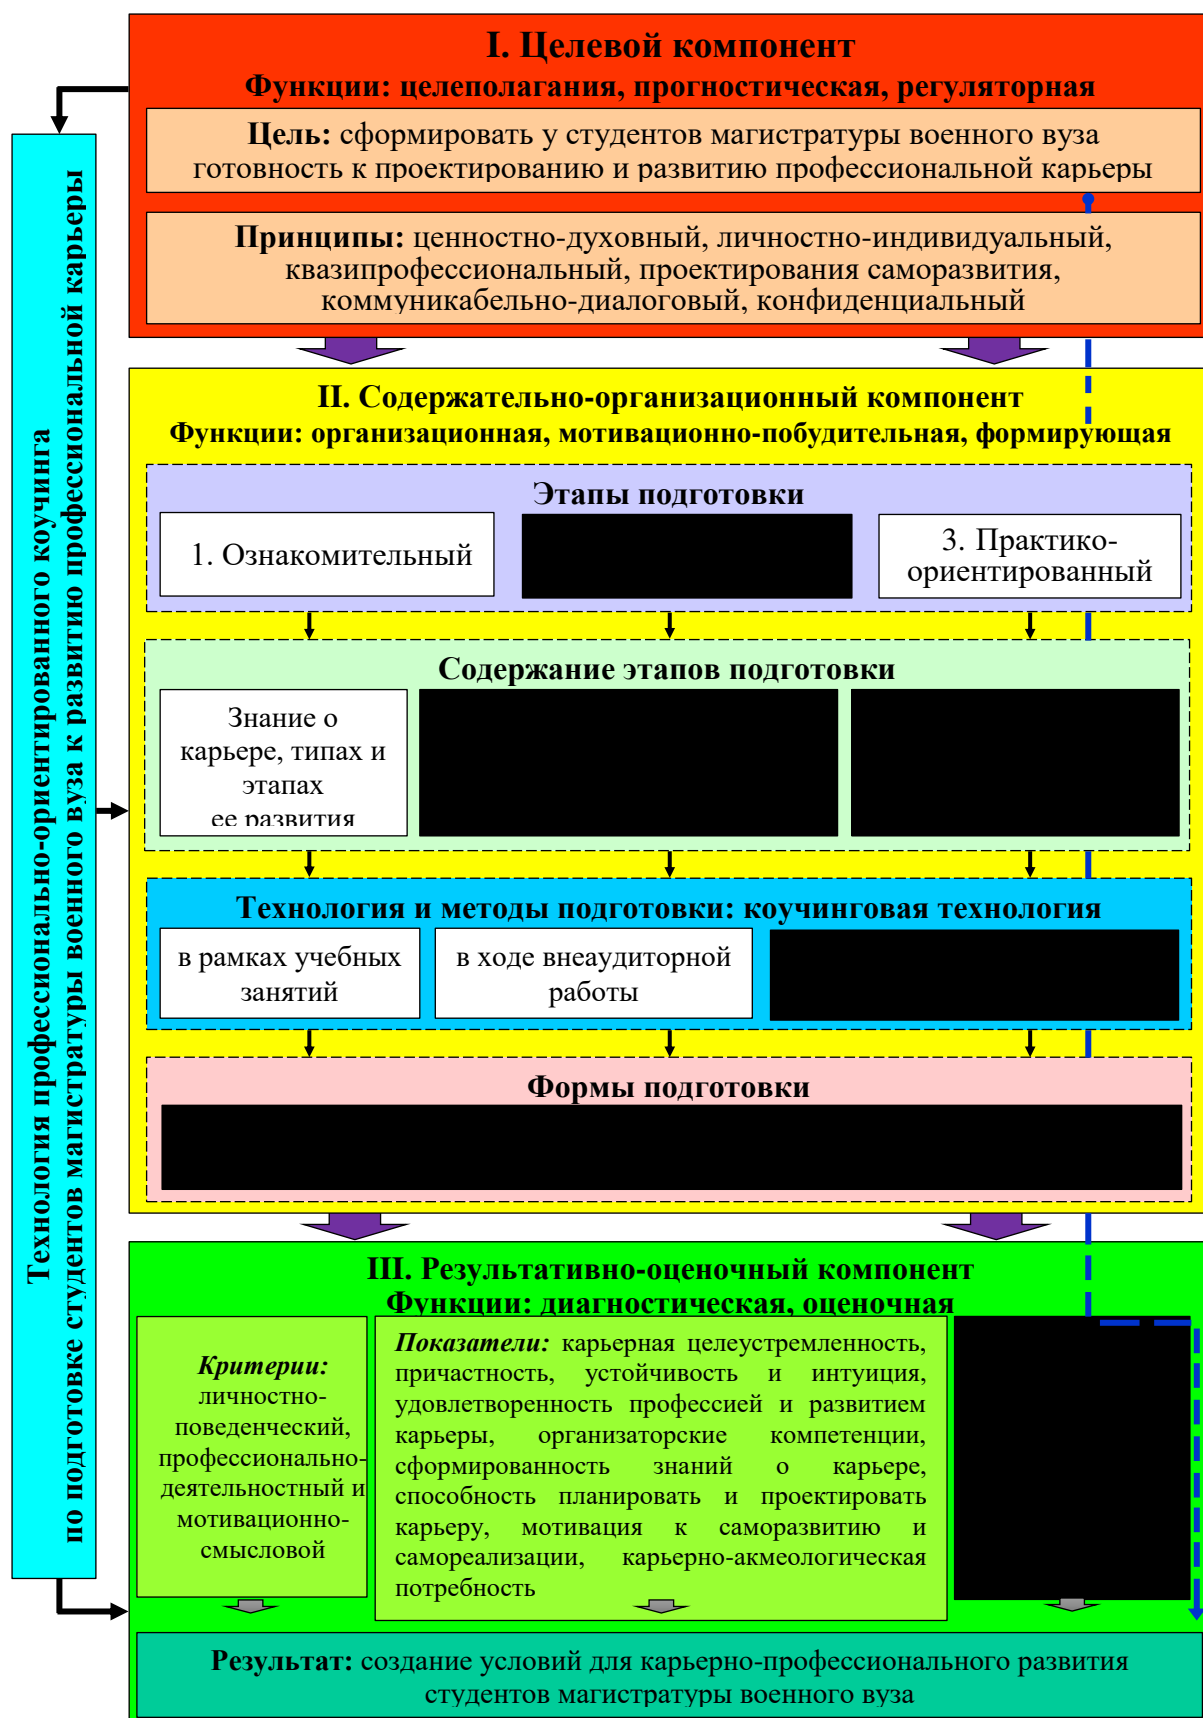 Технология профессионально-ориентированного коучинга
по подготовке студентов магистратуры военного вуза к развитию профессиональной карьеры
I. Целевой компонент
Функции: целеполагания, прогностическая, регуляторная
Цель: сформировать у студентов магистратуры военного вуза
готовность к проектированию и развитию профессиональной карьеры
Принципы: ценностно-духовный, личностно-индивидуальный,
квазипрофессиональный, проектирования саморазвития,
коммуникабельно-диалоговый, конфиденциальный
II. Содержательно-организационный компонент
Функции: организационная, мотивационно-побудительная, формирующая
Этапы подготовки
1. Ознакомительный
3. Практико-
ориентированный
Содержание этапов подготовки
Знание о
карьере, типах и
этапах
ее развития
Технология и методы подготовки: коучинговая технология
в рамках учебных
занятий
в ходе внеаудиторной
работы
Формы подготовки
III. Результативно-оценочный компонент
Функции: диагностическая, оценочная
Критерии:
личностно-
поведенческий,
профессионально-
деятельностный и
мотивационно-
смысловой
Показатели: карьерная целеустремленность,
причастность, устойчивость и интуиция,
удовлетворенность профессией и развитием
карьеры, организаторские компетенции,
сформированность знаний о карьере,
способность планировать и проектировать
карьеру, мотивация к саморазвитию и
самореализации, карьерно-акмеологическая
потребность
Результат: создание условий для карьерно-профессионального развития
студентов магистратуры военного вуза